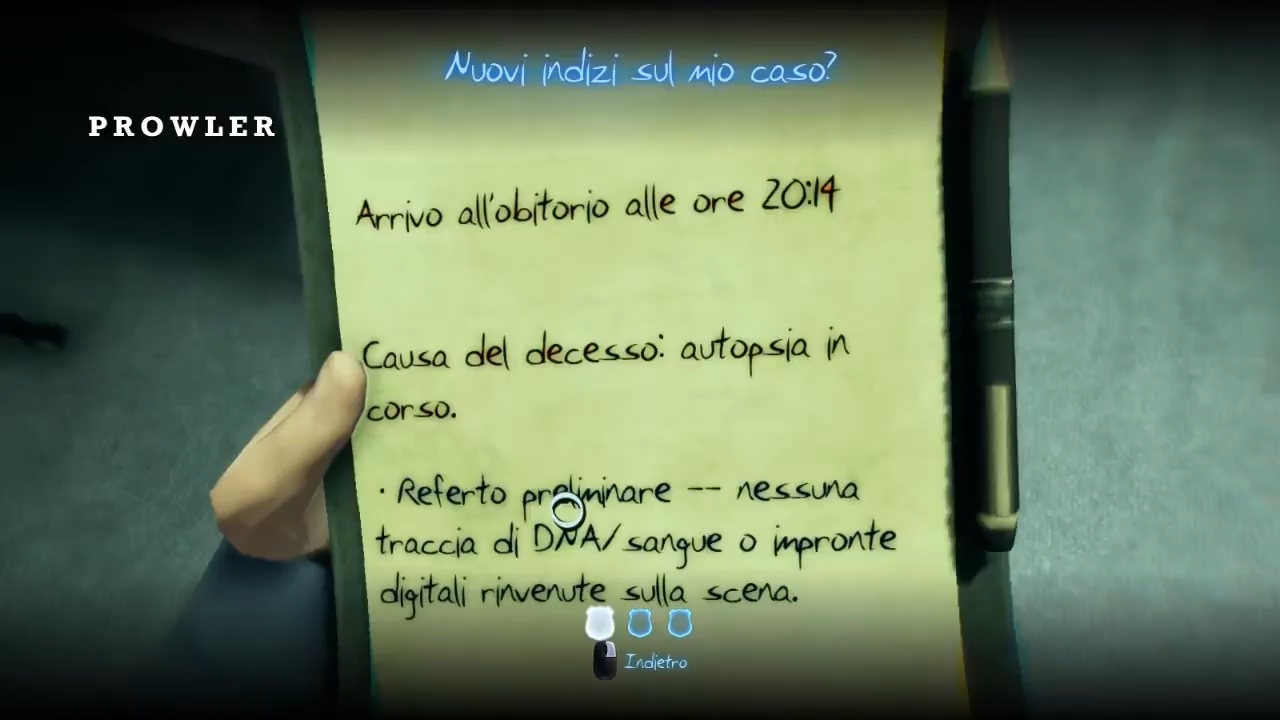 Nuovi indizi sul mio caso?
PROWLER
Arrivo all'obitorio alle ore 20:14
Causa del decesso: autopsia in
corso.
· Referto preliminare -- nessuna
traccia di DNA/sangue o impronte
digitali rinvenute sulla scena.
Indietro